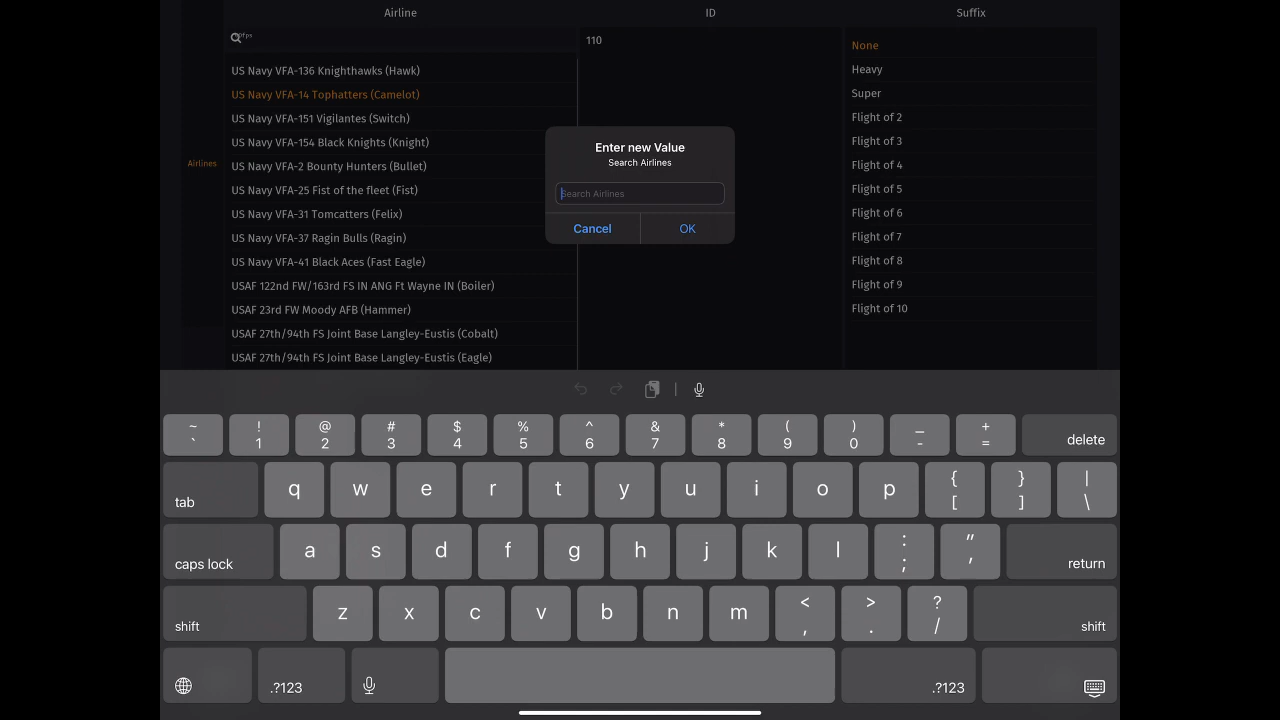 Airline
ID
Suffix
fps
110
Airlines
US Navy VFA-136 Knighthawks (Hawk)
US Navy VFA-14 Tophatters (Camelot)
US Navy VFA-151 Vigilantes (Switch)
US Navy VFA-154 Black Knights (Knight)
US Navy VFA-2 Bounty Hunters (Bullet)
US Navy VFA-25 Fist of the fleet (Fist)
US Navy VFA-31 Tomcatters (Felix)
US Navy VFA-37 Ragin Bulls (Ragin)
US Navy VFA-41 Black Aces (Fast Eagle)
USAF 122nd FW/163rd FS IN ANG Ft Wayne IN (Boiler)
USAF 23rd FW Moody AFB (Hammer)
USAF 27th/94th FS Joint Base Langley-Eustis (Cobalt)
USAF 27th/94th FS Joint Base Langley-Eustis (Eagle)
None
Heavy
Super
Flight of 2
Flight of 3
Flight of 4
Flight of 5
Flight of 6
Flight of 7
Flight of 8
Flight of 9
Flight of 10
Enter new Value
Search Airlines
Search Airlines
Cancel OK
~ ! @ # $ % ^ & * ( ) _ +
` 1 2 3 4 5 6 7 8 9 0 - = delete
tab q w e r t y u i o p { [ } ] | \
caps lock a s d f g h j k l : ; " ' return
shift z x c v b n m < , > . ? / shift
.?123 .?123